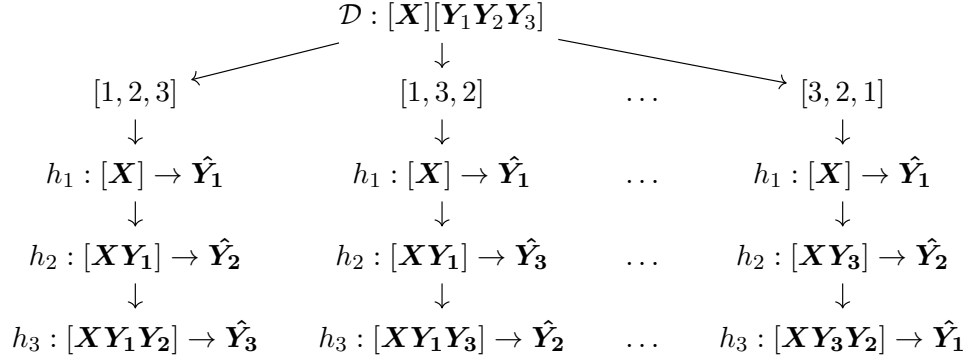 𝒟 : [X][Y₁Y₂Y₃]
[1, 2, 3] [1, 3, 2] … [3, 2, 1]
h₁ : [X] → Ŷ₁ h₁ : [X] → Ŷ₁ … h₁ : [X] → Ŷ₁
h₂ : [XY₁] → Ŷ₂ h₂ : [XY₁] → Ŷ₃ … h₂ : [XY₃] → Ŷ₂
h₃ : [XY₁Y₂] → Ŷ₃ h₃ : [XY₁Y₃] → Ŷ₂ … h₃ : [XY₃Y₂] → Ŷ₁